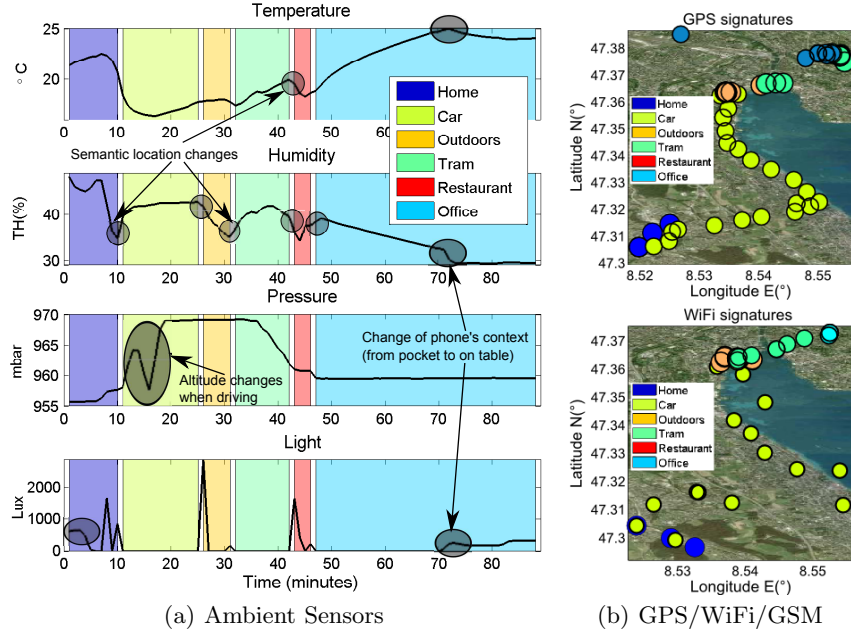 Temperature
25
20
° C
0 10 20 30 40 50 60 70 80
Home
Car
Outdoors
Tram
Restaurant
Office
Semantic location changes
Humidity
40
30
TH(%)
0 10 20 30 40 50 60 70 80
Pressure
970
965
960
955
mbar
Altitude changes
when driving
Change of phone's context
(from pocket to on table)
0 10 20 30 40 50 60 70 80
Light
2000
1000
0
Lux
0 10 20 30 40 50 60 70 80
Time (minutes)
(a) Ambient Sensors
GPS signatures
47.38
47.37
47.36
47.35
47.34
47.33
47.32
47.31
47.3
Latitude N(°)
Home
Car
Outdoors
Tram
Restaurant
Office
8.52 8.53 8.54 8.55
Longitude E(°)
WiFi signatures
47.37
47.36
47.35
47.34
47.33
47.32
47.31
47.3
Latitude N(°)
Home
Car
Outdoors
Tram
Restaurant
Office
8.53 8.54 8.55
Longitude E(°)
(b) GPS/WiFi/GSM